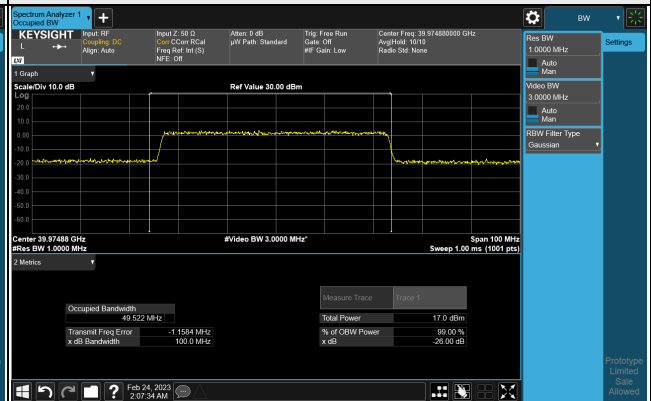 Spectrum Analyzer 1
Occupied BW
+
BW
KEYSIGHT
L
LXI
Input: RF
Coupling: DC
Align: Auto
Input Z: 50 Ω
Corr CCorr RCal
Freq Ref: Int (S)
NFE: Off
Atten: 0 dB
µW Path: Standard
Trig: Free Run
Gate: Off
#IF Gain: Low
Center Freq: 39.974880000 GHz
Avg|Hold: 10/10
Radio Std: None
Res BW
1.0000 MHz
Auto
Man
Settings
Video BW
3.0000 MHz
Auto
Man
RBW Filter Type
Gaussian
1 Graph
Scale/Div 10.0 dB
Ref Value 30.00 dBm
Log
20.0
10.0
0.00
-10.0
-20.0
-30.0
-40.0
-50.0
-60.0
Center 39.97488 GHz
#Video BW 3.0000 MHz*
Span 100 MHz
#Res BW 1.0000 MHz
Sweep 1.00 ms (1001 pts)
2 Metrics
Measure Trace
Trace 1
Occupied Bandwidth
49.522 MHz
Total Power
17.0 dBm
Transmit Freq Error
-1.1584 MHz
% of OBW Power
99.00 %
x dB Bandwidth
100.0 MHz
x dB
-26.00 dB
Prototype
Limited
Sale
Allowed
?
Feb 24, 2023
2:07:34 AM